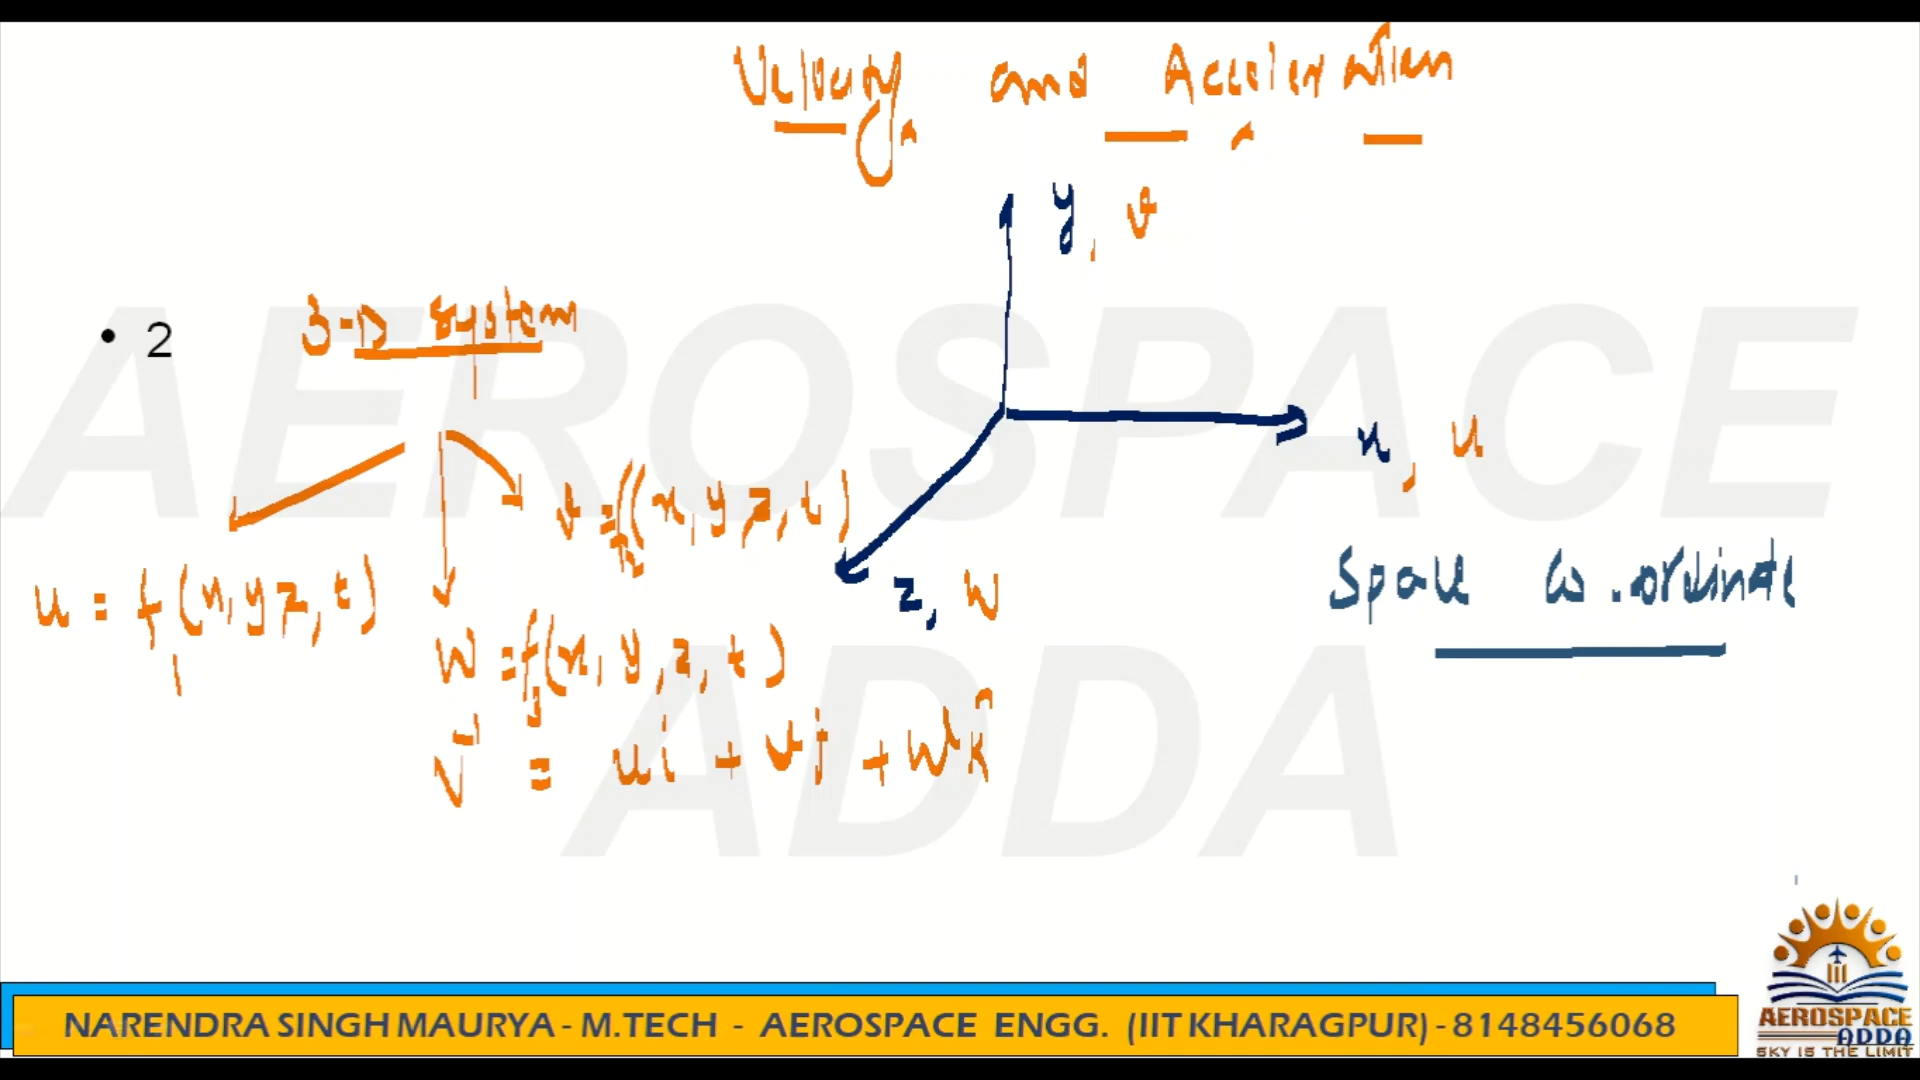 Velocity and Acceleration
y, v
• 2 3-D system
x, u
v = f₂(x, y z, t)
z, w
Space Co.ordinate
u = f₁(x, y z, t)
w = f₃(x, y, z, t)
V̄ = ui + vj + wk̂
AEROSPACE
ADDA
NARENDRA SINGH MAURYA - M.TECH - AEROSPACE ENGG. (IIT KHARAGPUR) - 8148456068
AEROSPACE
ADDA
SKY IS THE LIMIT